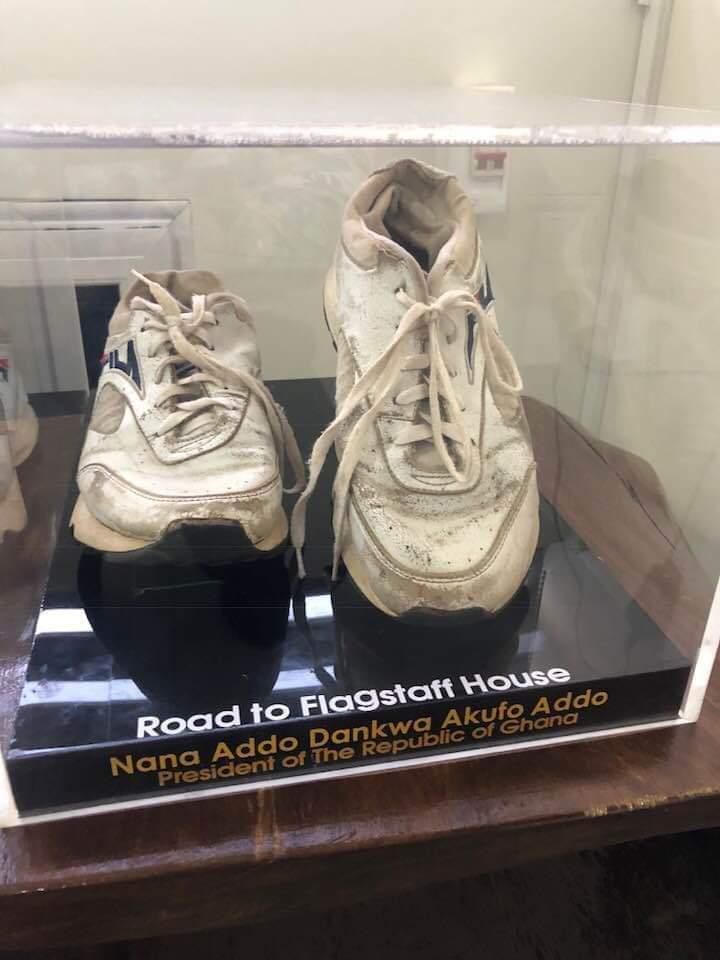 Road to Flagstaff House
Nana Addo Dankwa Akufo Addo
President of The Republic of Ghana